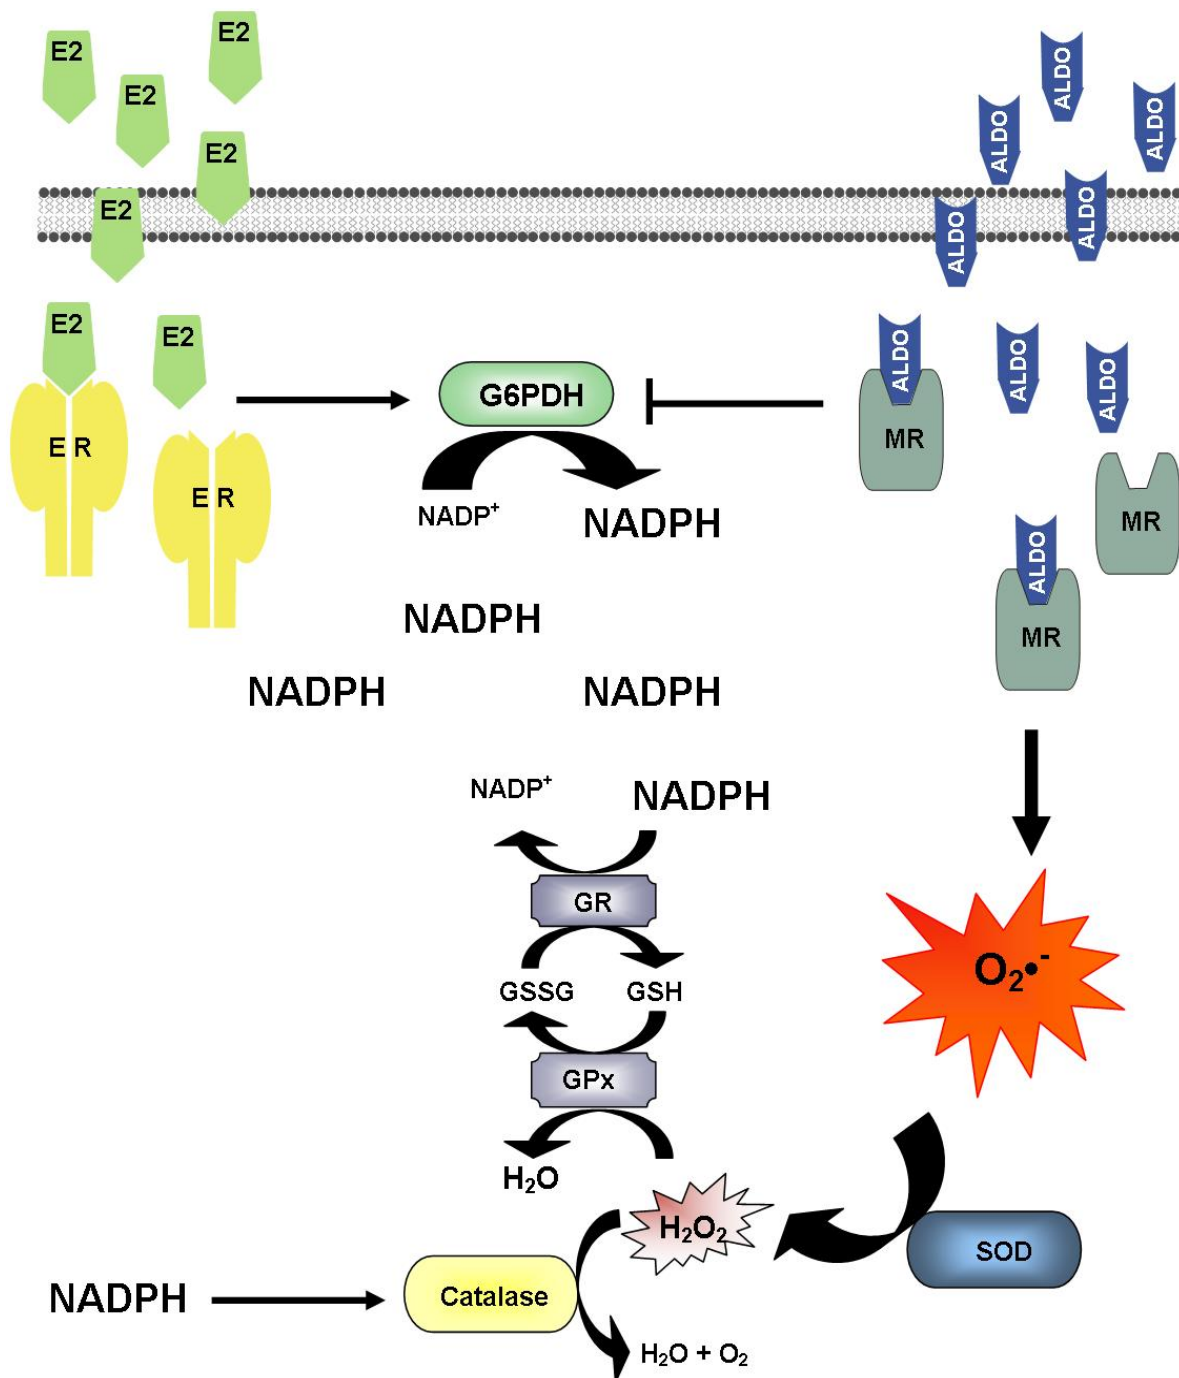 E2
E2
E2
E2
E2
E2
E2
ALDO
ALDO
ALDO
ALDO
ALDO
ALDO
ALDO
ALDO
E R
E R
G6PDH
NADP⁺
NADPH
MR
MR
ALDO
MR
NADPH
NADPH
NADPH
NADP⁺
NADPH
GR
GSSG
GSH
GPx
H₂O
O₂•⁻
H₂O₂
SOD
NADPH
Catalase
H₂O + O₂